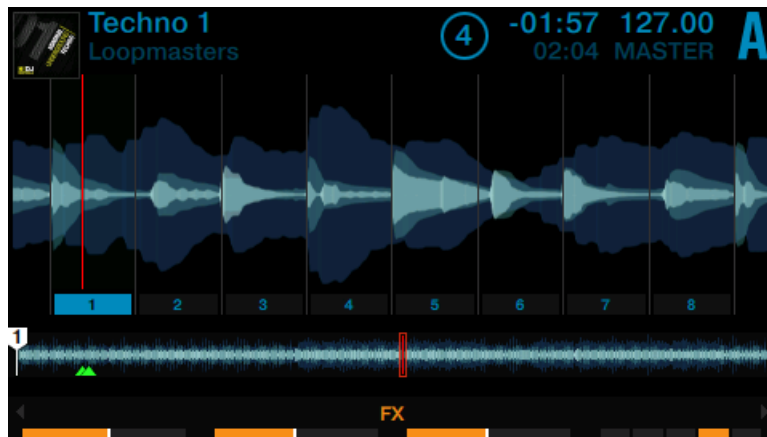 Techno 1
Loopmasters
4
-01:57 127.00
02:04 MASTER
A
1 2 3 4 5 6 7 8
1
FX